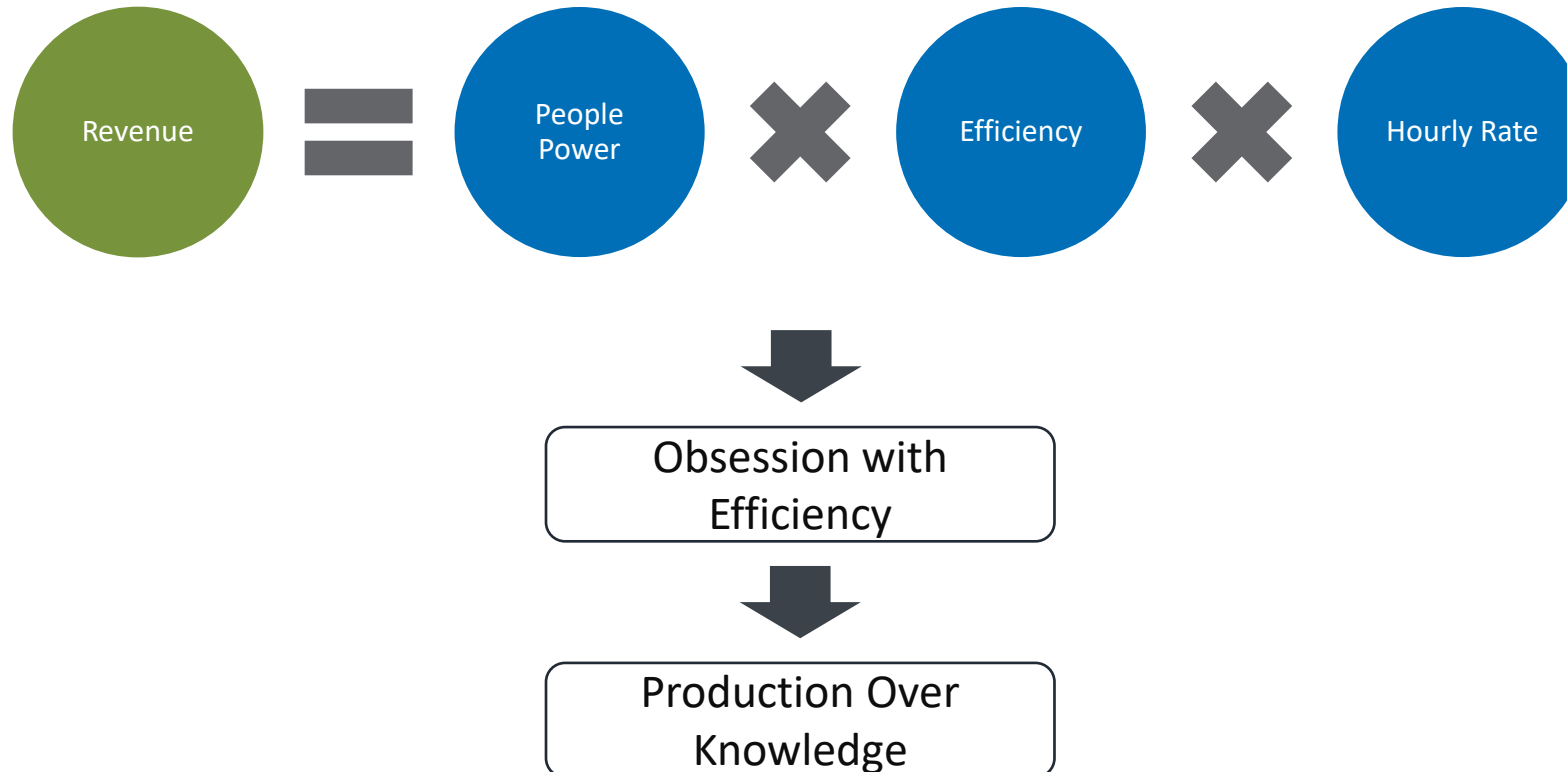 Revenue
People
Power
Efficiency
Hourly Rate
Obsession with
Efficiency
Production Over
Knowledge